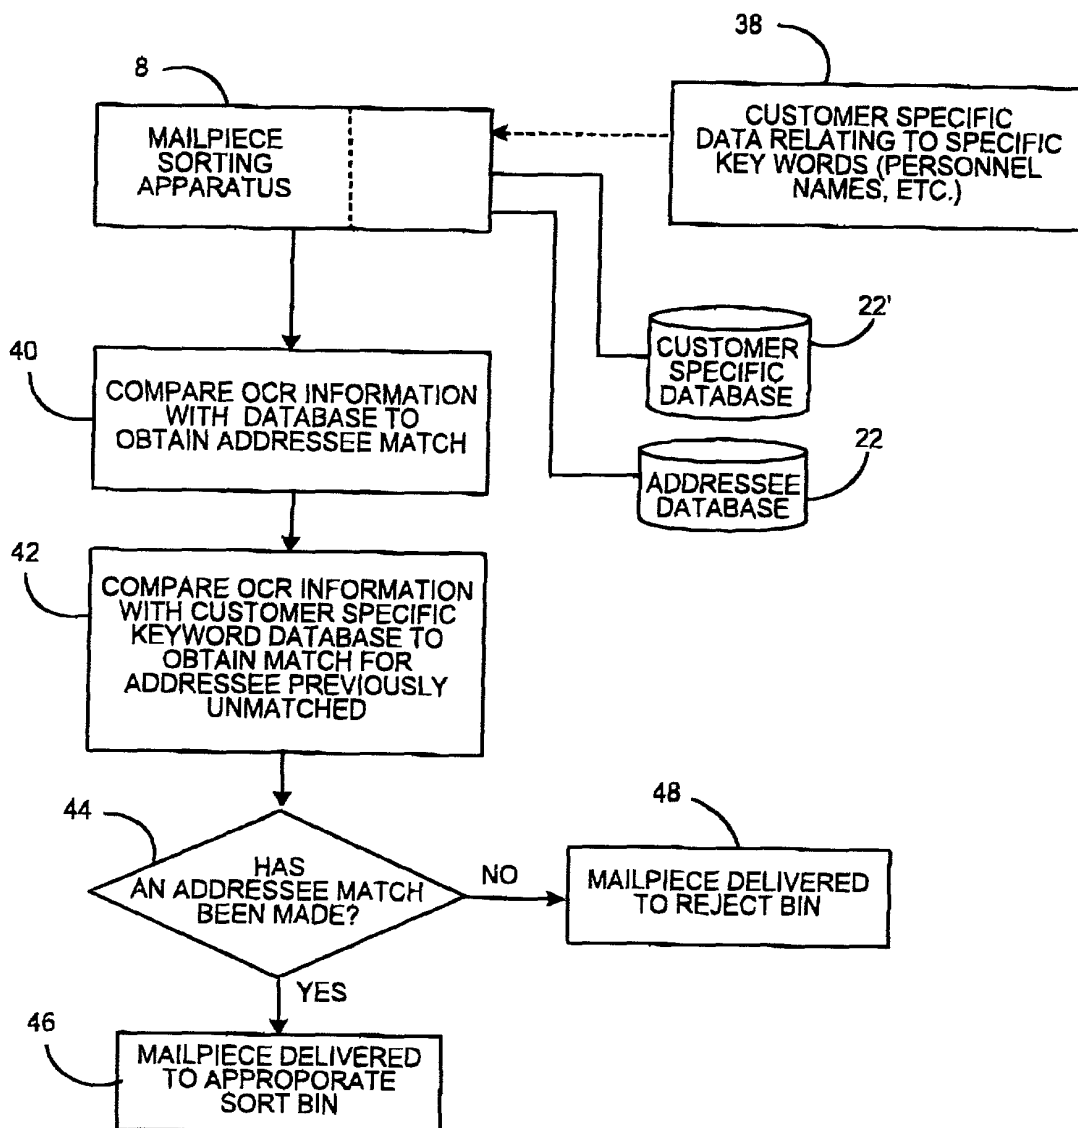 38
8
MAILPIECE
SORTING
APPARATUS
CUSTOMER SPECIFIC
DATA RELATING TO SPECIFIC
KEY WORDS (PERSONNEL
NAMES, ETC.)
22'
CUSTOMER
SPECIFIC
DATABASE
40
COMPARE OCR INFORMATION
WITH DATABASE TO
OBTAIN ADDRESSEE MATCH
22
ADDRESSEE
DATABASE
42
COMPARE OCR INFORMATION
WITH CUSTOMER SPECIFIC
KEYWORD DATABASE TO
OBTAIN MATCH FOR
ADDRESSEE PREVIOUSLY
UNMATCHED
44
HAS
AN ADDRESSEE MATCH
BEEN MADE?
NO
48
MAILPIECE DELIVERED
TO REJECT BIN
YES
46
MAILPIECE DELIVERED
TO APPROPORATE
SORT BIN